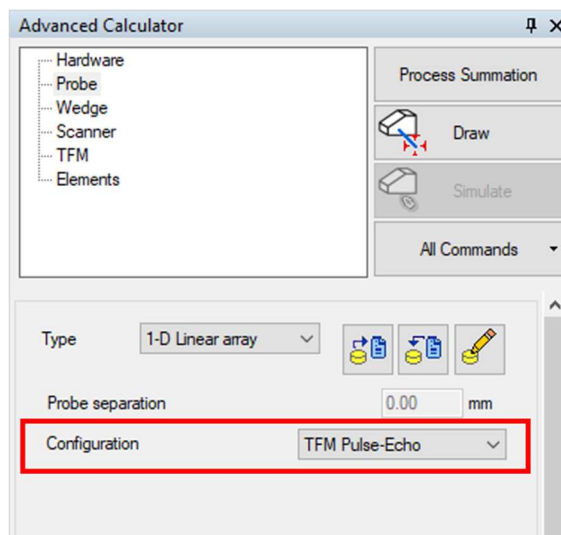 Advanced Calculator
Hardware
Probe
Wedge
Scanner
TFM
Elements
Process Summation
Draw
Simulate
All Commands
Type 1-D Linear array
Probe separation 0.00 mm
Configuration TFM Pulse-Echo